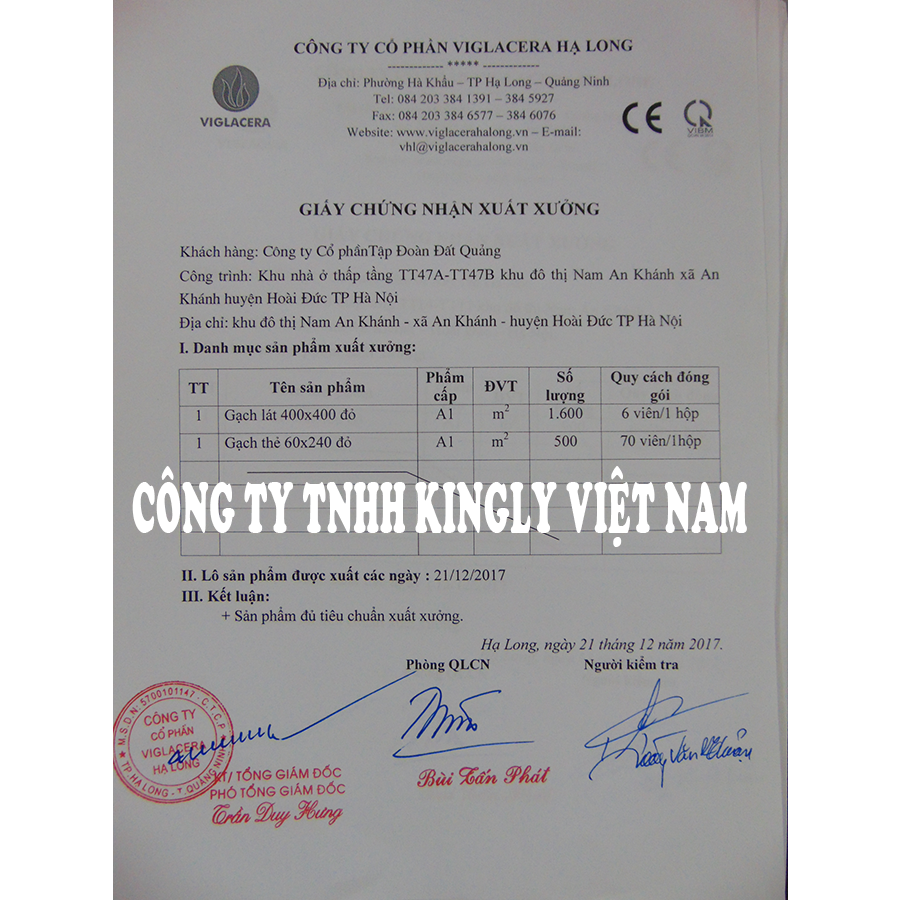 CÔNG TY CỔ PHẦN VIGLACERA HẠ LONG
------------- ***** -------------
Địa chỉ: Phường Hà Khẩu – TP Hạ Long – Quảng Ninh
Tel: 084 203 384 1391 – 384 5927
Fax: 084 203 384 6577 – 384 6076
Website: www.viglacerahalong.vn – E-mail:
vhl@viglacerahalong.vn
VIGLACERA
CE
VIBM
GIẤY CHỨNG NHẬN XUẤT XƯỞNG
Khách hàng: Công ty Cổ phầnTập Đoàn Đất Quảng
Công trình: Khu nhà ở thấp tầng TT47A-TT47B khu đô thị Nam An Khánh xã An
Khánh huyện Hoài Đức TP Hà Nội
Địa chỉ: khu đô thị Nam An Khánh - xã An Khánh - huyện Hoài Đức TP Hà Nội
I. Danh mục sản phẩm xuất xưởng:
TT Tên sản phẩm Phẩm cấp ĐVT Số lượng Quy cách đóng gói
1 Gạch lát 400x400 đỏ A1 m² 1.600 6 viên/1 hộp
1 Gạch thẻ 60x240 đỏ A1 m² 500 70 viên/1hộp
CÔNG TY TNHH KINGLY VIỆT NAM
II. Lô sản phẩm được xuất các ngày : 21/12/2017
III. Kết luận:
+ Sản phẩm đủ tiêu chuẩn xuất xưởng.
Hạ Long, ngày 21 tháng 12 năm 2017.
Phòng QLCN Người kiểm tra
M.S.D.N: 5700101147 - C.T.C.P
CÔNG TY
CỔ PHẦN
VIGLACERA
HẠ LONG
TP HẠ LONG - T. QUẢNG NINH
KT/ TỔNG GIÁM ĐỐC
PHÓ TỔNG GIÁM ĐỐC
Trần Duy Hưng
Bùi Tấn Phát